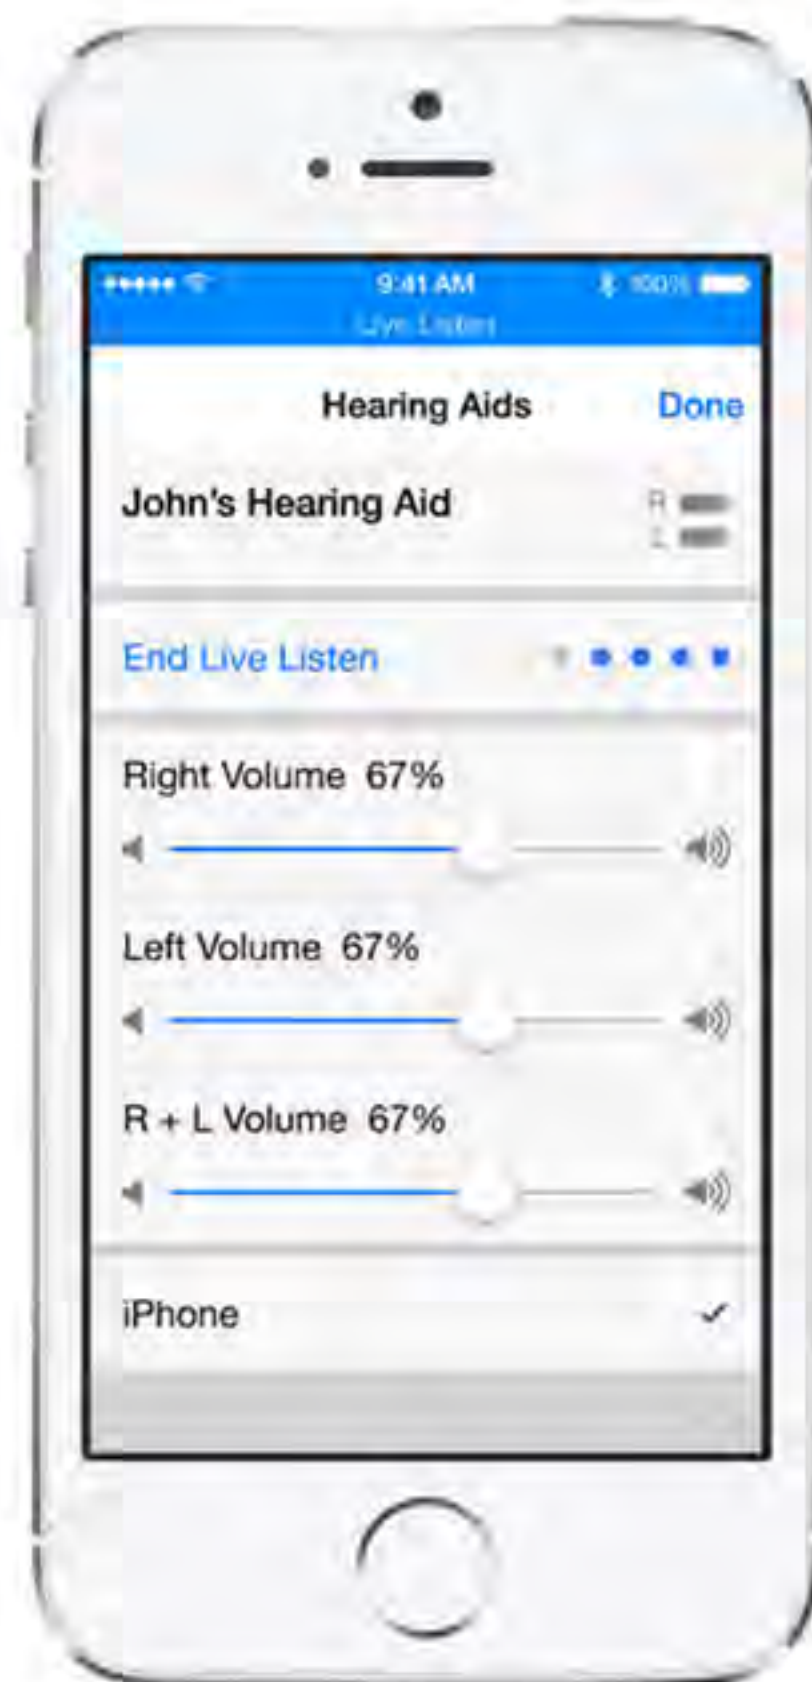 9:41 AM 100%
Live Listen
Hearing Aids Done
John's Hearing Aid R
L
End Live Listen
Right Volume 67%
Left Volume 67%
R + L Volume 67%
iPhone